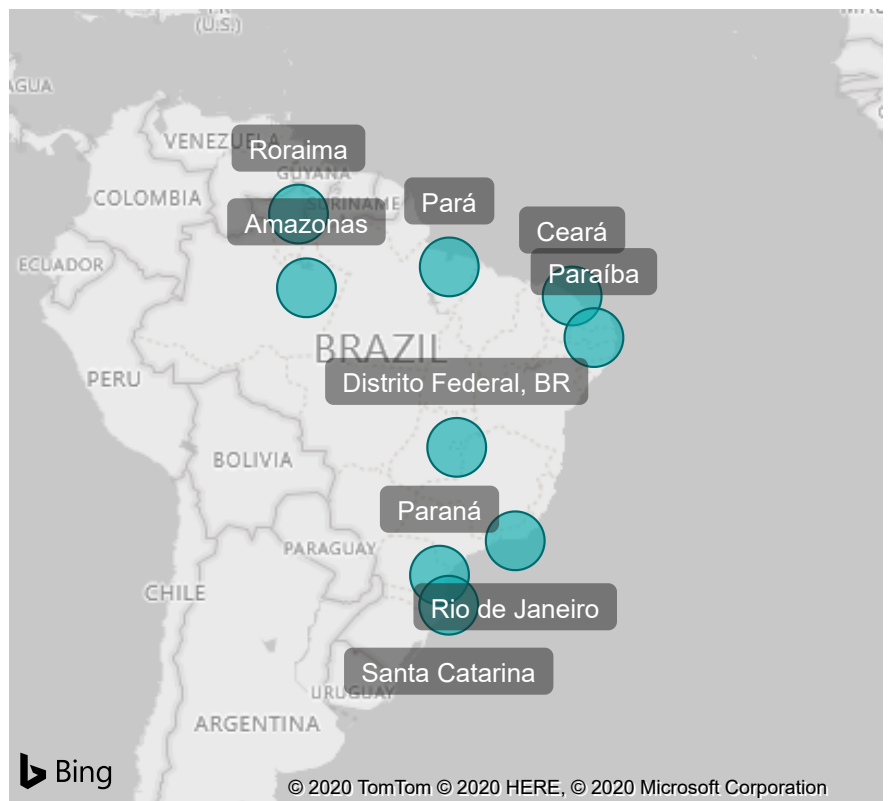 (U.S.)
VENEZUELA
Roraima
GUYANA
COLOMBIA
SURINAME
Pará
Amazonas
Ceará
ECUADOR
Paraíba
BRAZIL
PERU
Distrito Federal, BR
BOLIVIA
Paraná
PARAGUAY
CHILE
Rio de Janeiro
Santa Catarina
URUGUAY
ARGENTINA
Bing
© 2020 TomTom © 2020 HERE, © 2020 Microsoft Corporation